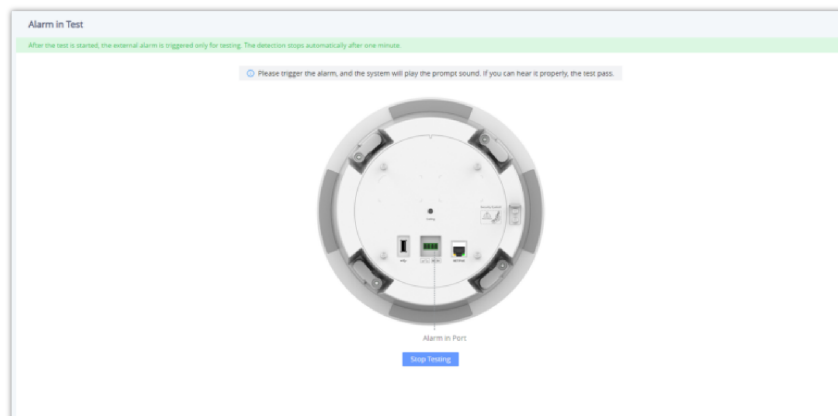 Alarm in Test
After the test is started, the external alarm is triggered only for testing. The detection stops automatically after one minute.
Please trigger the alarm, and the system will play the prompt sound. If you can hear it properly, the test pass.
Alarm in Port
Stop Testing